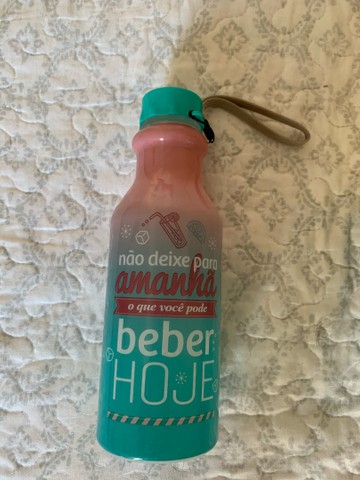 não deixe para
amanhã
o que você pode
beber
HOJE